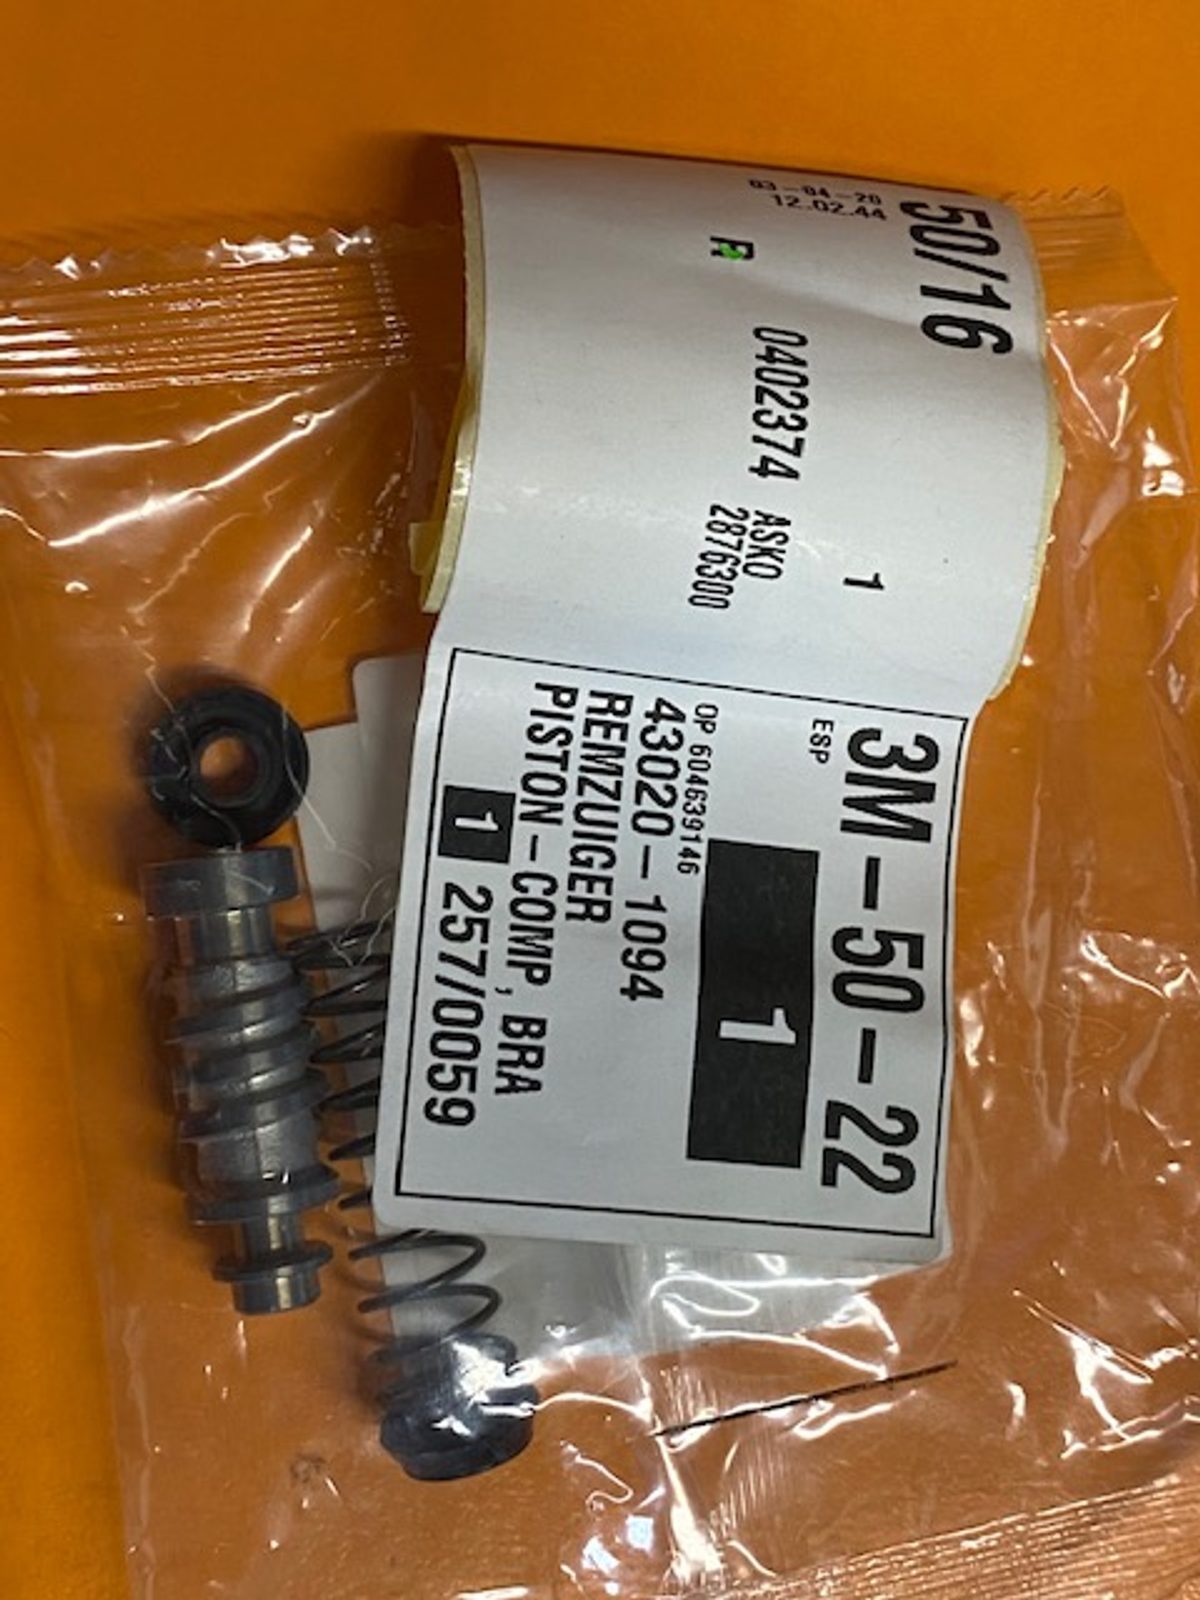 50/16
03-04-20
12.02.44
R
1
0402374 ASKO
2876300
3M-50-22
ESP
1
OP 604639146
43020-1094
REMZUIGER
PISTON-COMP, BRA
1 257/0059